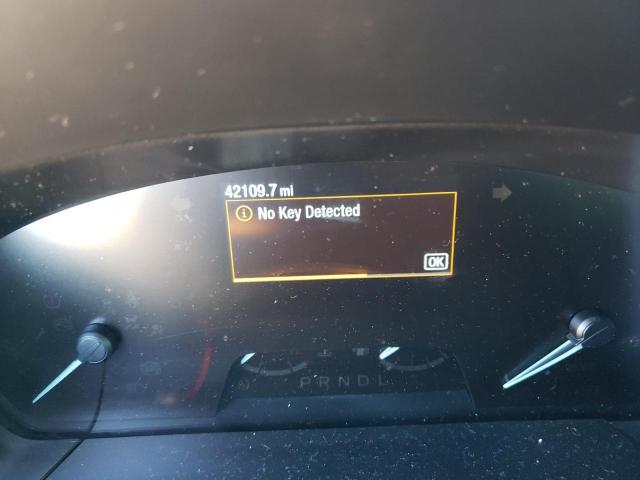 42109.7 mi
No Key Detected
OK
P R N D L